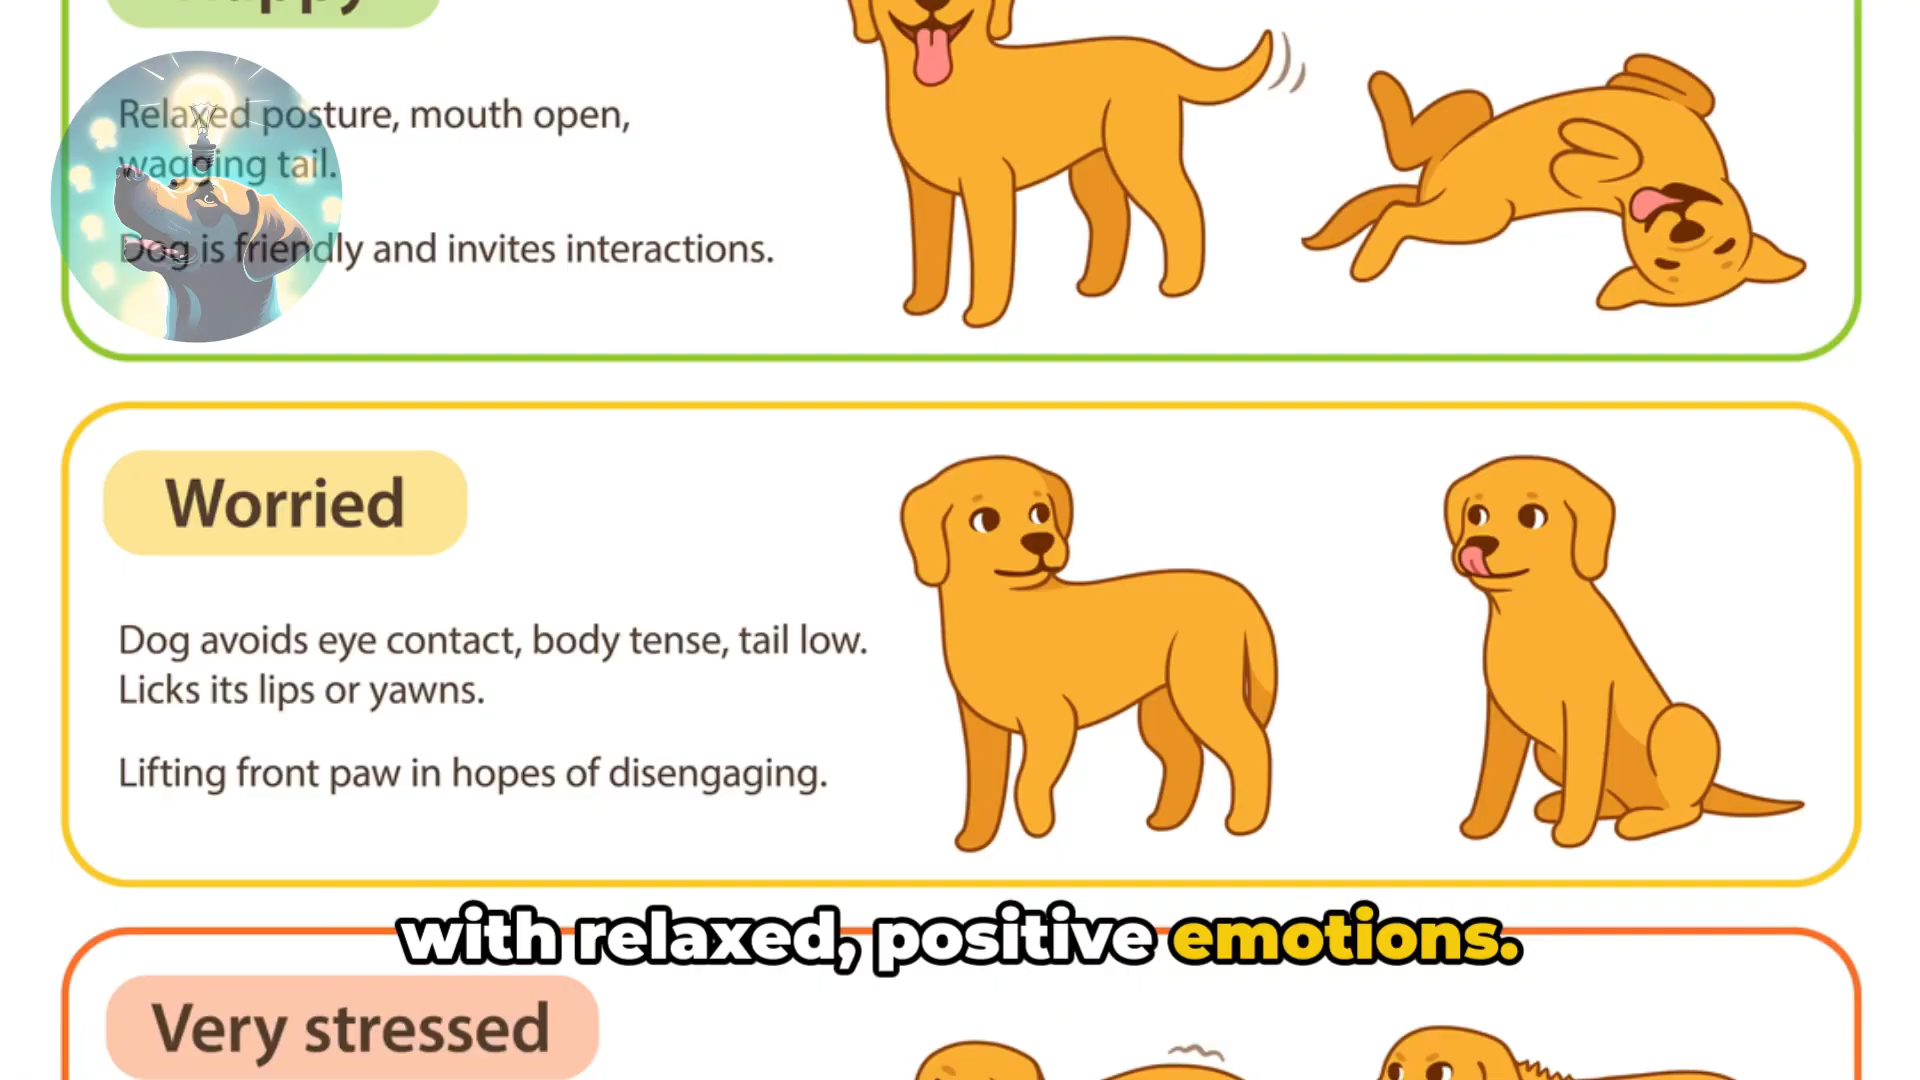 Happy
Relaxed posture, mouth open,
wagging tail.
Dog is friendly and invites interactions.
Worried
Dog avoids eye contact, body tense, tail low.
Licks its lips or yawns.
Lifting front paw in hopes of disengaging.
with relaxed, positive emotions.
Very stressed